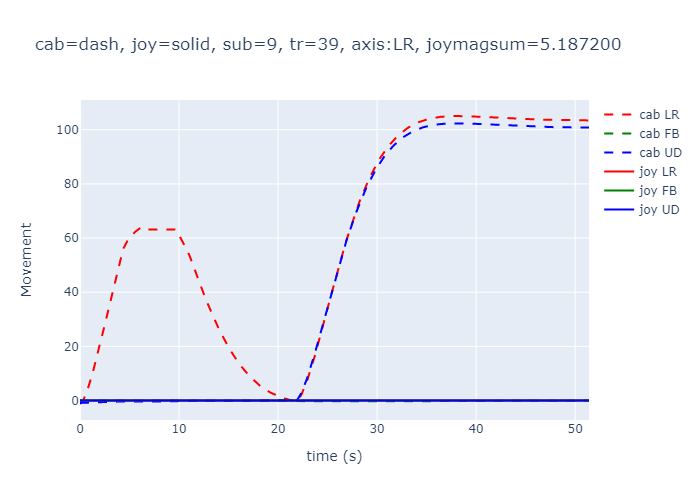 cab=dash, joy=solid, sub=9, tr=39, axis:LR, joymagsum=5.187200
100
80
60
40
20
0
Movement
0
10
20
30
40
50
time (s)
cab LR
cab FB
cab UD
joy LR
joy FB
joy UD